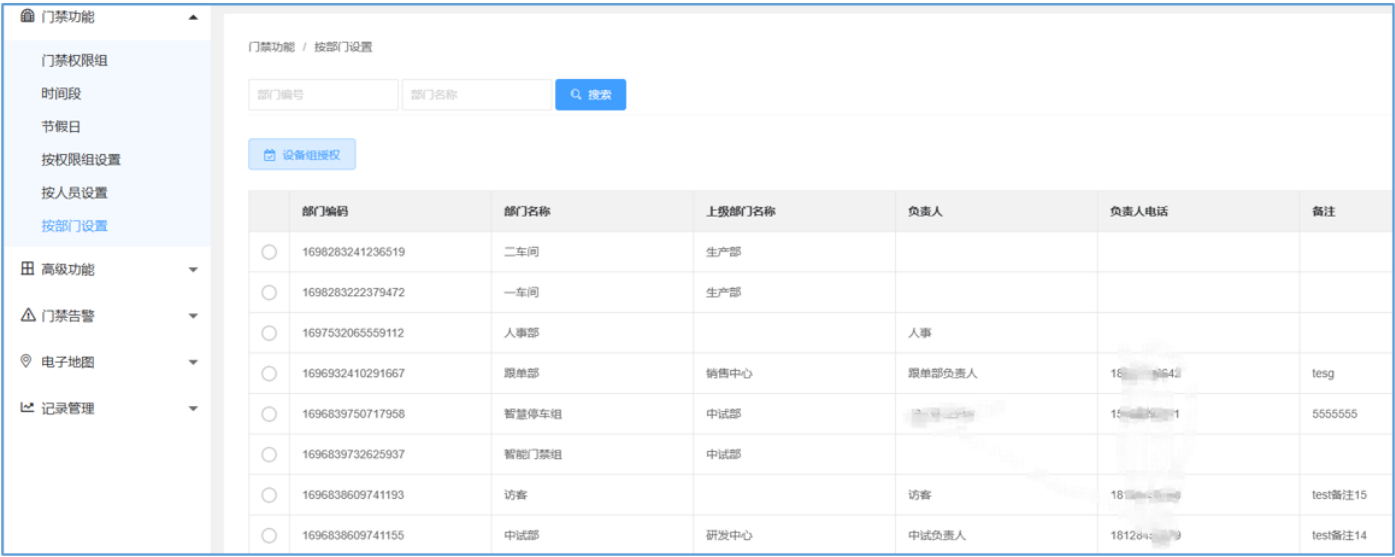 门禁功能
门禁权限组
时间段
节假日
按权限组设置
按人员设置
按部门设置
高级功能
门禁告警
电子地图
记录管理
门禁功能 / 按部门设置
部门编号 部门名称 搜索
设备组授权
部门编码 部门名称 上级部门名称 负责人 负责人电话 备注
1698283241236519 二车间 生产部
1698283222379472 一车间 生产部
1697532065559112 人事部 人事
1696932410291667 跟单部 销售中心 跟单部负责人 tesg
1696839750717958 智慧停车组 中试部 5555555
1696839732625937 智能门禁组 中试部
1696838609741193 访客 访客 test备注15
1696838609741155 中试部 研发中心 中试负责人 test备注14